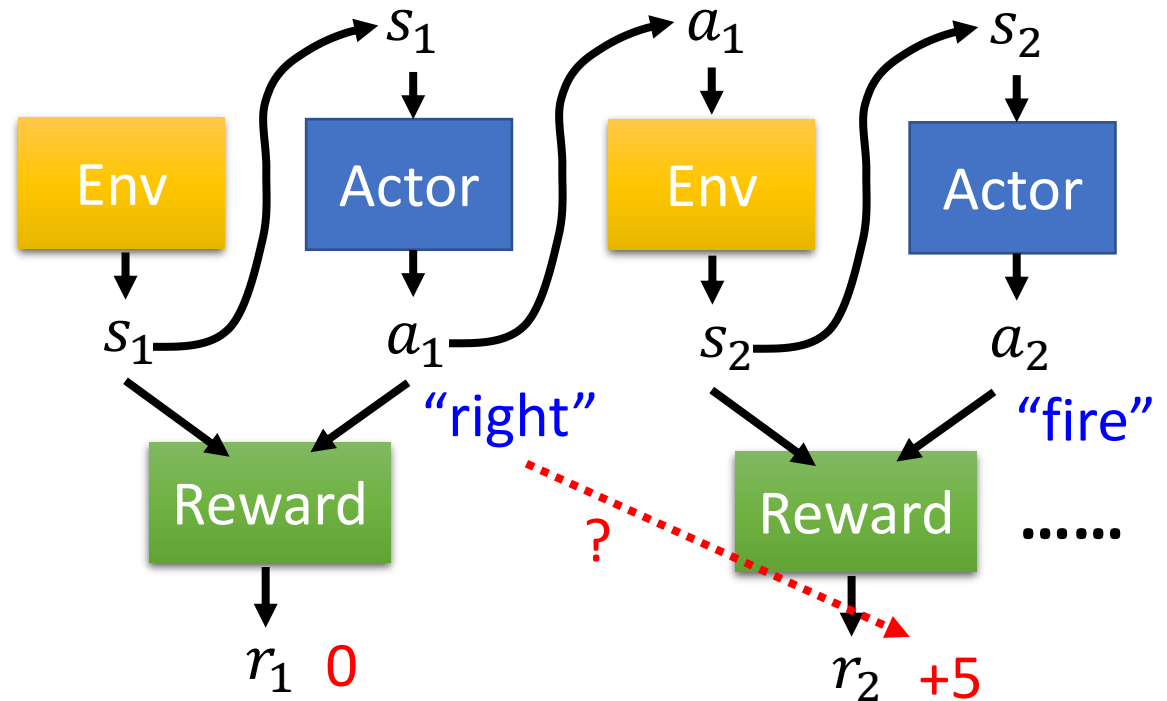 s₁ a₁ s₂
Env Actor Env Actor
s₁ a₁ s₂ a₂
“right” “fire”
Reward Reward ......
?
r₁ 0 r₂ +5